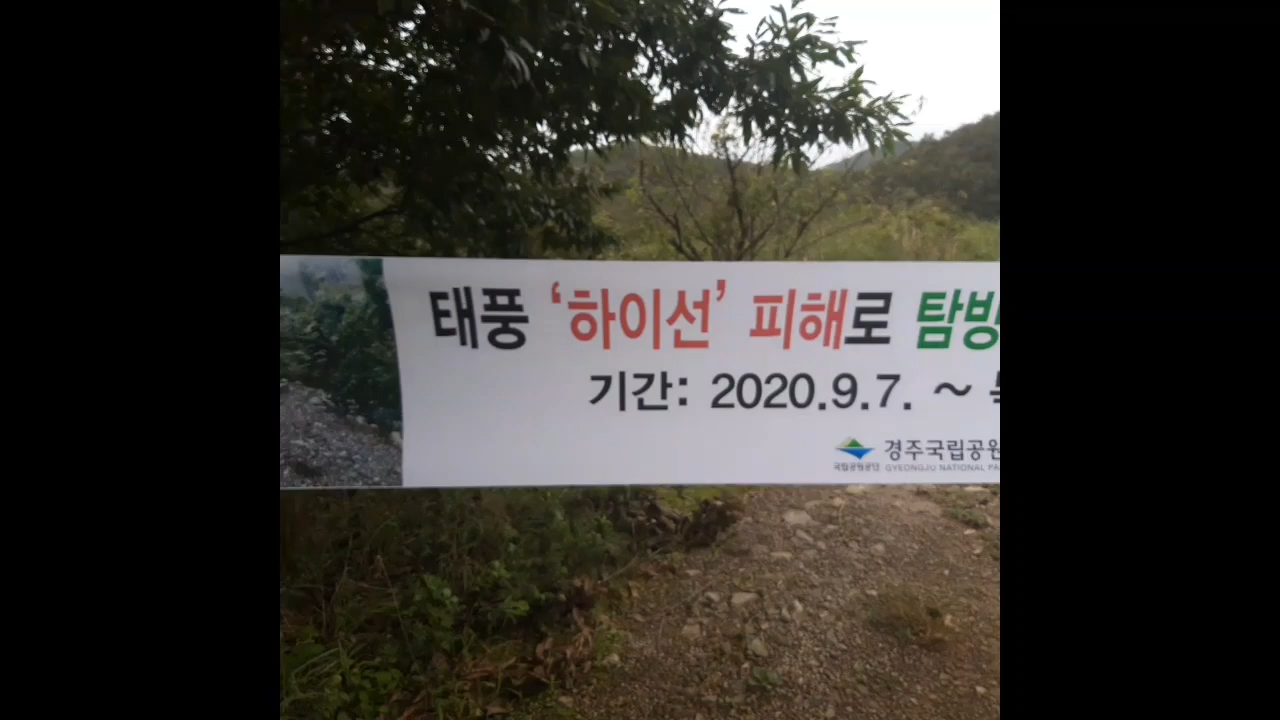 태풍 '하이선' 피해로 탐방
기간: 2020.9.7. ~
경주국립공원
국립공원공단 GYEONGJU NATIONAL PA